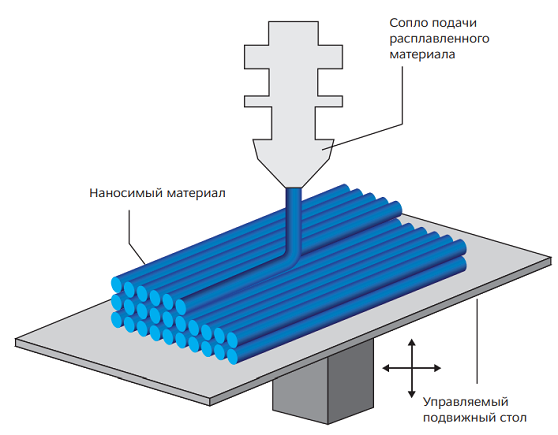 Сопло подачи
расплавленного
материала
Наносимый материал
Управляемый
подвижный стол